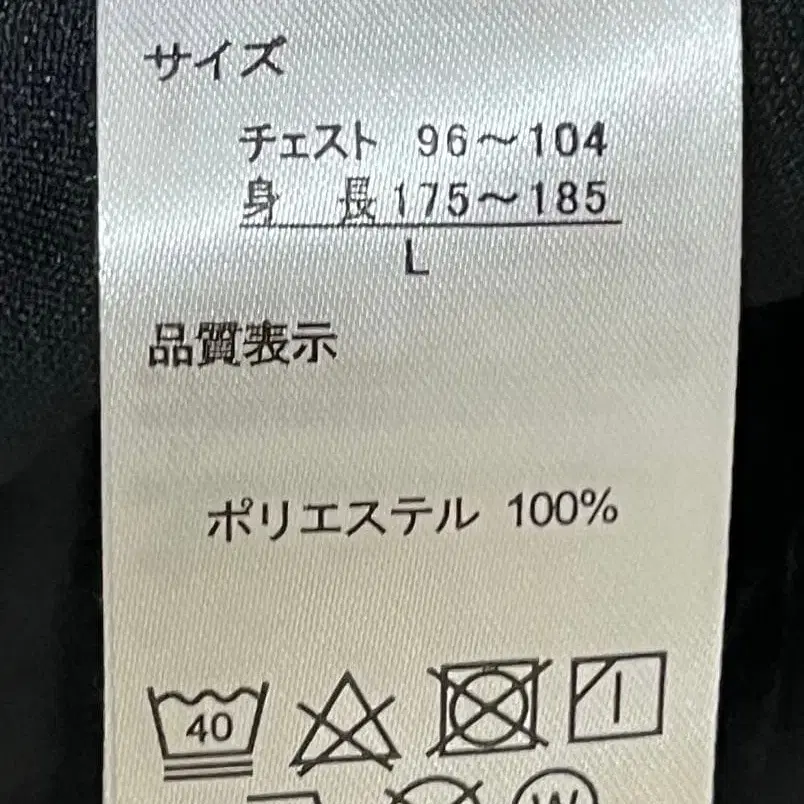 サイズ
チェスト 96～104
身 長 175～185
L
品質表示
ポリエステル 100%
40
W